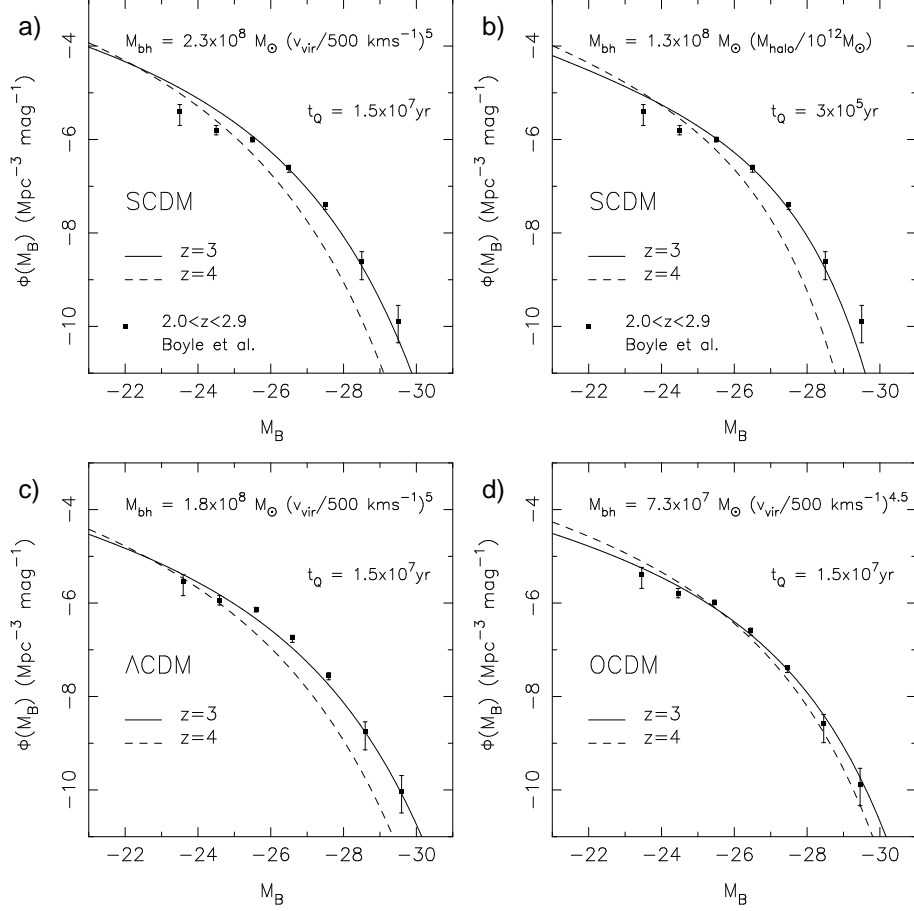 a)
M_bh = 2.3x10^8 M_⊙ (v_vir/500 kms^−1)^5
t_Q = 1.5x10^7yr
SCDM
z=3
z=4
2.0<z<2.9
Boyle et al.
Φ(M_B) (Mpc^−3 mag^−1)
−4
−6
−8
−10
−22 −24 −26 −28 −30
M_B
b)
M_bh = 1.3x10^8 M_⊙ (M_halo/10^12M_⊙)
t_Q = 3x10^5yr
SCDM
z=3
z=4
2.0<z<2.9
Boyle et al.
Φ(M_B) (Mpc^−3 mag^−1)
−4
−6
−8
−10
−22 −24 −26 −28 −30
M_B
c)
M_bh = 1.8x10^8 M_⊙ (v_vir/500 kms^−1)^5
t_Q = 1.5x10^7yr
ΛCDM
z=3
z=4
Φ(M_B) (Mpc^−3 mag^−1)
−4
−6
−8
−10
−22 −24 −26 −28 −30
M_B
d)
M_bh = 7.3x10^7 M_⊙ (v_vir/500 kms^−1)^4.5
t_Q = 1.5x10^7yr
OCDM
z=3
z=4
Φ(M_B) (Mpc^−3 mag^−1)
−4
−6
−8
−10
−22 −24 −26 −28 −30
M_B